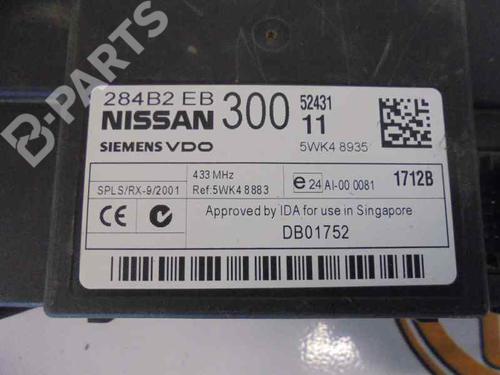 B-PARTS
284B2 EB 300 52431
NISSAN 11
SIEMENS VDO 5WK4 8935
433 MHz
SPLS/RX-9/2001 Ref:5WK4 8883 e 24 AI-00 0081 1712B
CE Approved by IDA for use in Singapore
DB01752